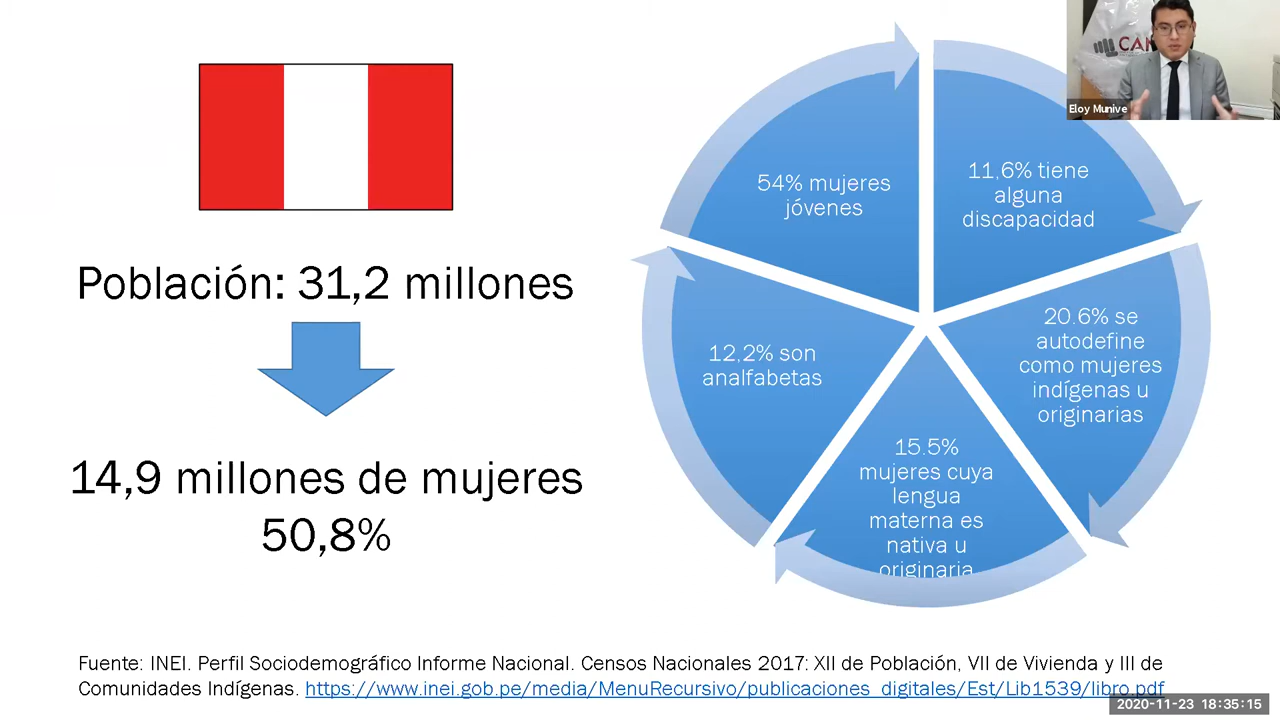 Población: 31,2 millones
14,9 millones de mujeres
50,8%
54% mujeres
jóvenes
11,6% tiene
alguna
discapacidad
20.6% se
autodefine
como mujeres
indígenas u
originarias
15.5%
mujeres cuya
lengua
materna es
nativa u
originaria
12,2% son
analfabetas
Eloy Munive
Fuente: INEI. Perfil Sociodemográfico Informe Nacional. Censos Nacionales 2017: XII de Población, VII de Vivienda y III de
Comunidades Indígenas. https://www.inei.gob.pe/media/MenuRecursivo/publicaciones_digitales/Est/Lib1539/libro.pdf
2020-11-23 18:35:15